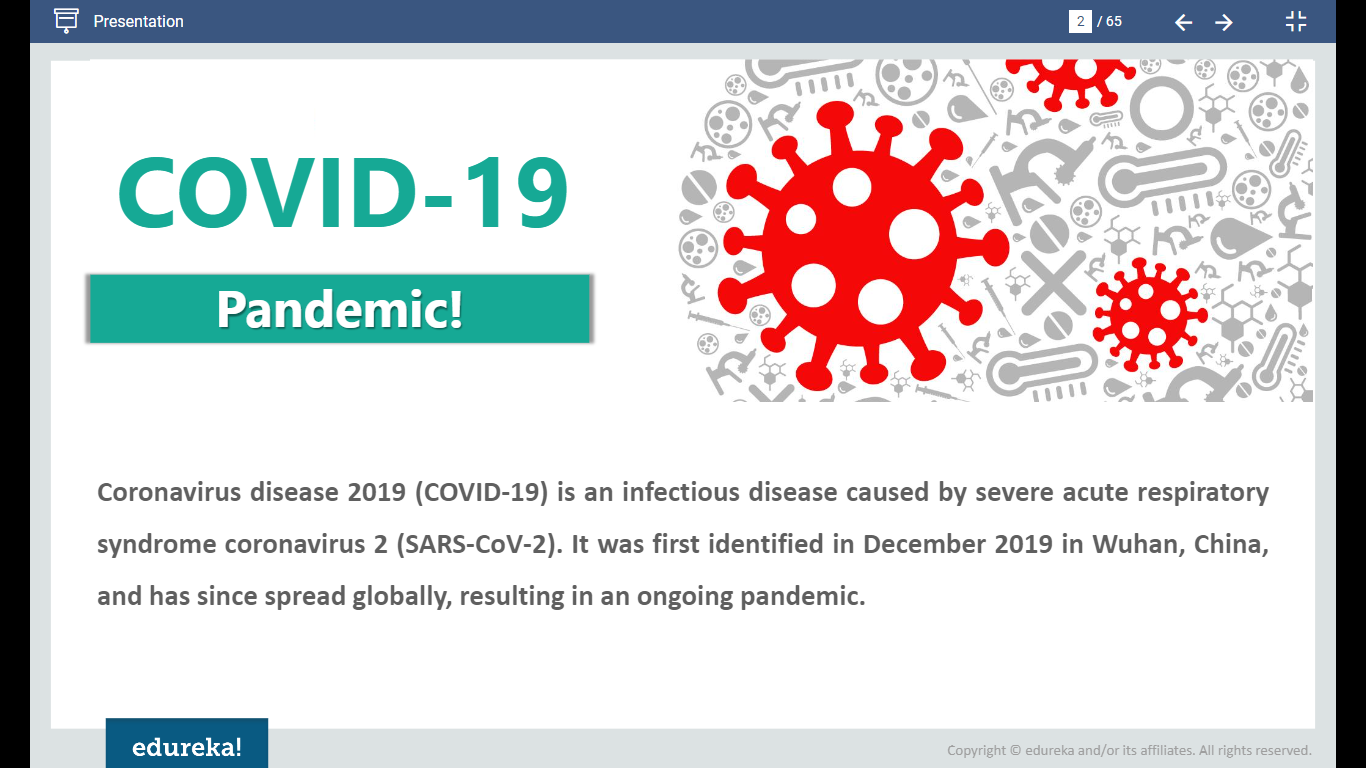 Presentation
2 / 65
COVID-19
Pandemic!
Coronavirus disease 2019 (COVID-19) is an infectious disease caused by severe acute respiratory
syndrome coronavirus 2 (SARS-CoV-2). It was first identified in December 2019 in Wuhan, China,
and has since spread globally, resulting in an ongoing pandemic.
edureka!
Copyright © edureka and/or its affiliates. All rights reserved.